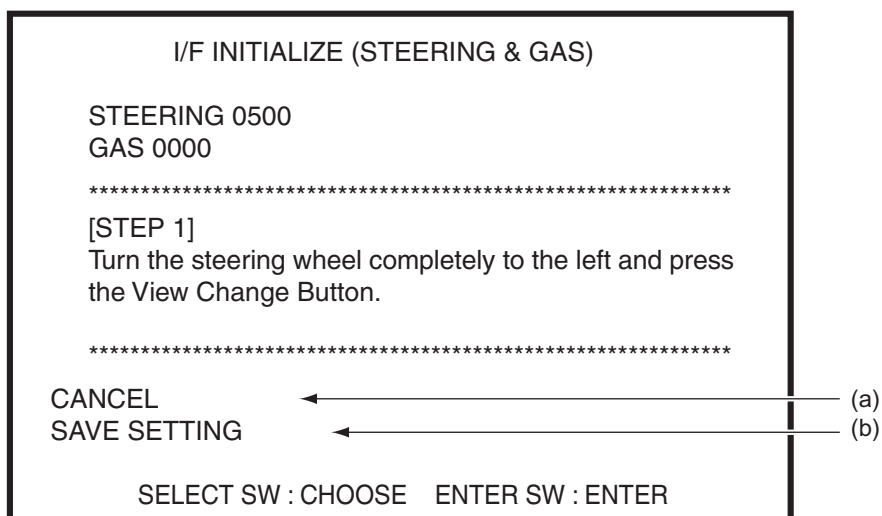 I/F INITIALIZE (STEERING & GAS)
STEERING 0500
GAS 0000
**************************************************************
[STEP 1]
Turn the steering wheel completely to the left and press
the View Change Button.
**************************************************************
CANCEL (a)
SAVE SETTING (b)
SELECT SW : CHOOSE ENTER SW : ENTER